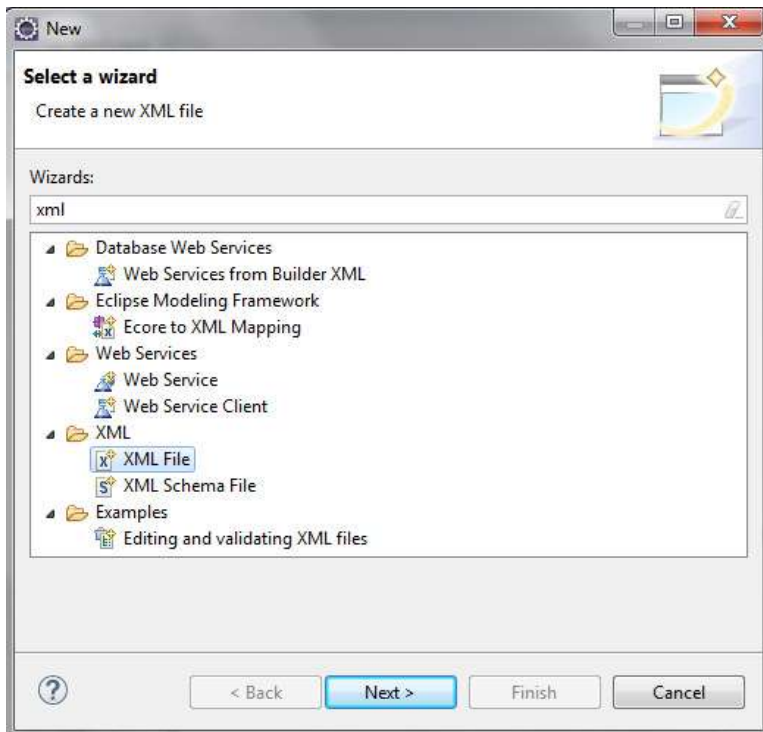 New
Select a wizard
Create a new XML file
Wizards:
xml
Database Web Services
Web Services from Builder XML
Eclipse Modeling Framework
Ecore to XML Mapping
Web Services
Web Service
Web Service Client
XML
XML File
XML Schema File
Examples
Editing and validating XML files
< Back Next > Finish Cancel